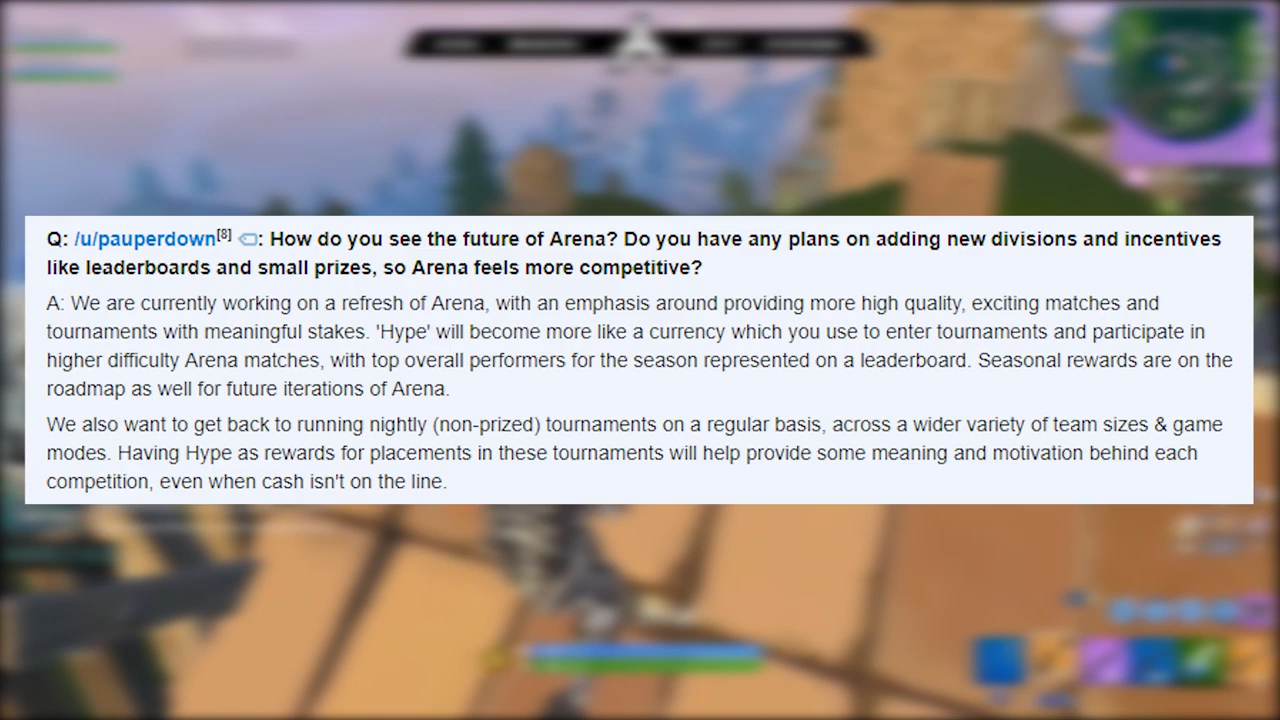 Q: /u/pauperdown[8] : How do you see the future of Arena? Do you have any plans on adding new divisions and incentives
like leaderboards and small prizes, so Arena feels more competitive?
A: We are currently working on a refresh of Arena, with an emphasis around providing more high quality, exciting matches and
tournaments with meaningful stakes. 'Hype' will become more like a currency which you use to enter tournaments and participate in
higher difficulty Arena matches, with top overall performers for the season represented on a leaderboard. Seasonal rewards are on the
roadmap as well for future iterations of Arena.
We also want to get back to running nightly (non-prized) tournaments on a regular basis, across a wider variety of team sizes & game
modes. Having Hype as rewards for placements in these tournaments will help provide some meaning and motivation behind each
competition, even when cash isn't on the line.